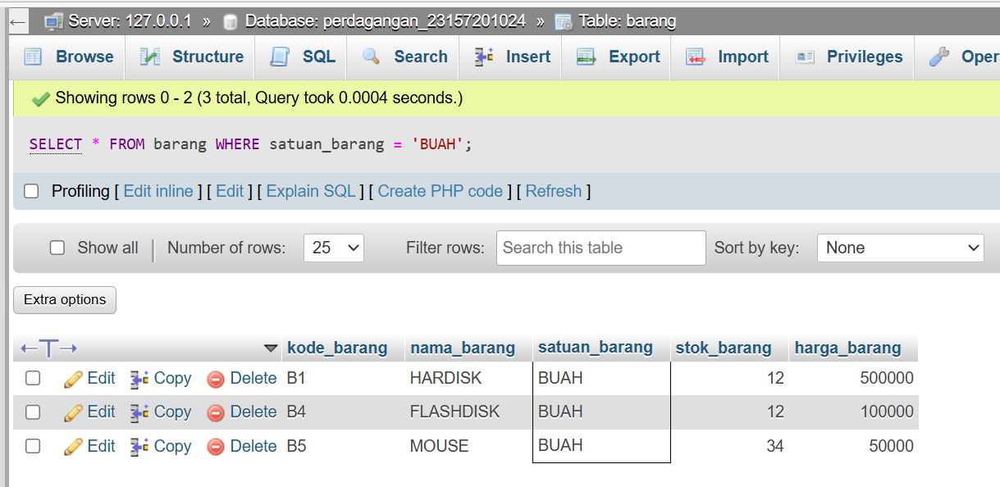 ← Server: 127.0.0.1 » Database: perdagangan_23157201024 » Table: barang
Browse Structure SQL Search Insert Export Import Privileges Oper
Showing rows 0 - 2 (3 total, Query took 0.0004 seconds.)
SELECT * FROM barang WHERE satuan_barang = 'BUAH';
Profiling [ Edit inline ] [ Edit ] [ Explain SQL ] [ Create PHP code ] [ Refresh ]
Show all | Number of rows: 25 Filter rows: Search this table Sort by key: None
Extra options
←T→ kode_barang nama_barang satuan_barang stok_barang harga_barang
Edit Copy Delete B1 HARDISK BUAH 12 500000
Edit Copy Delete B4 FLASHDISK BUAH 12 100000
Edit Copy Delete B5 MOUSE BUAH 34 50000